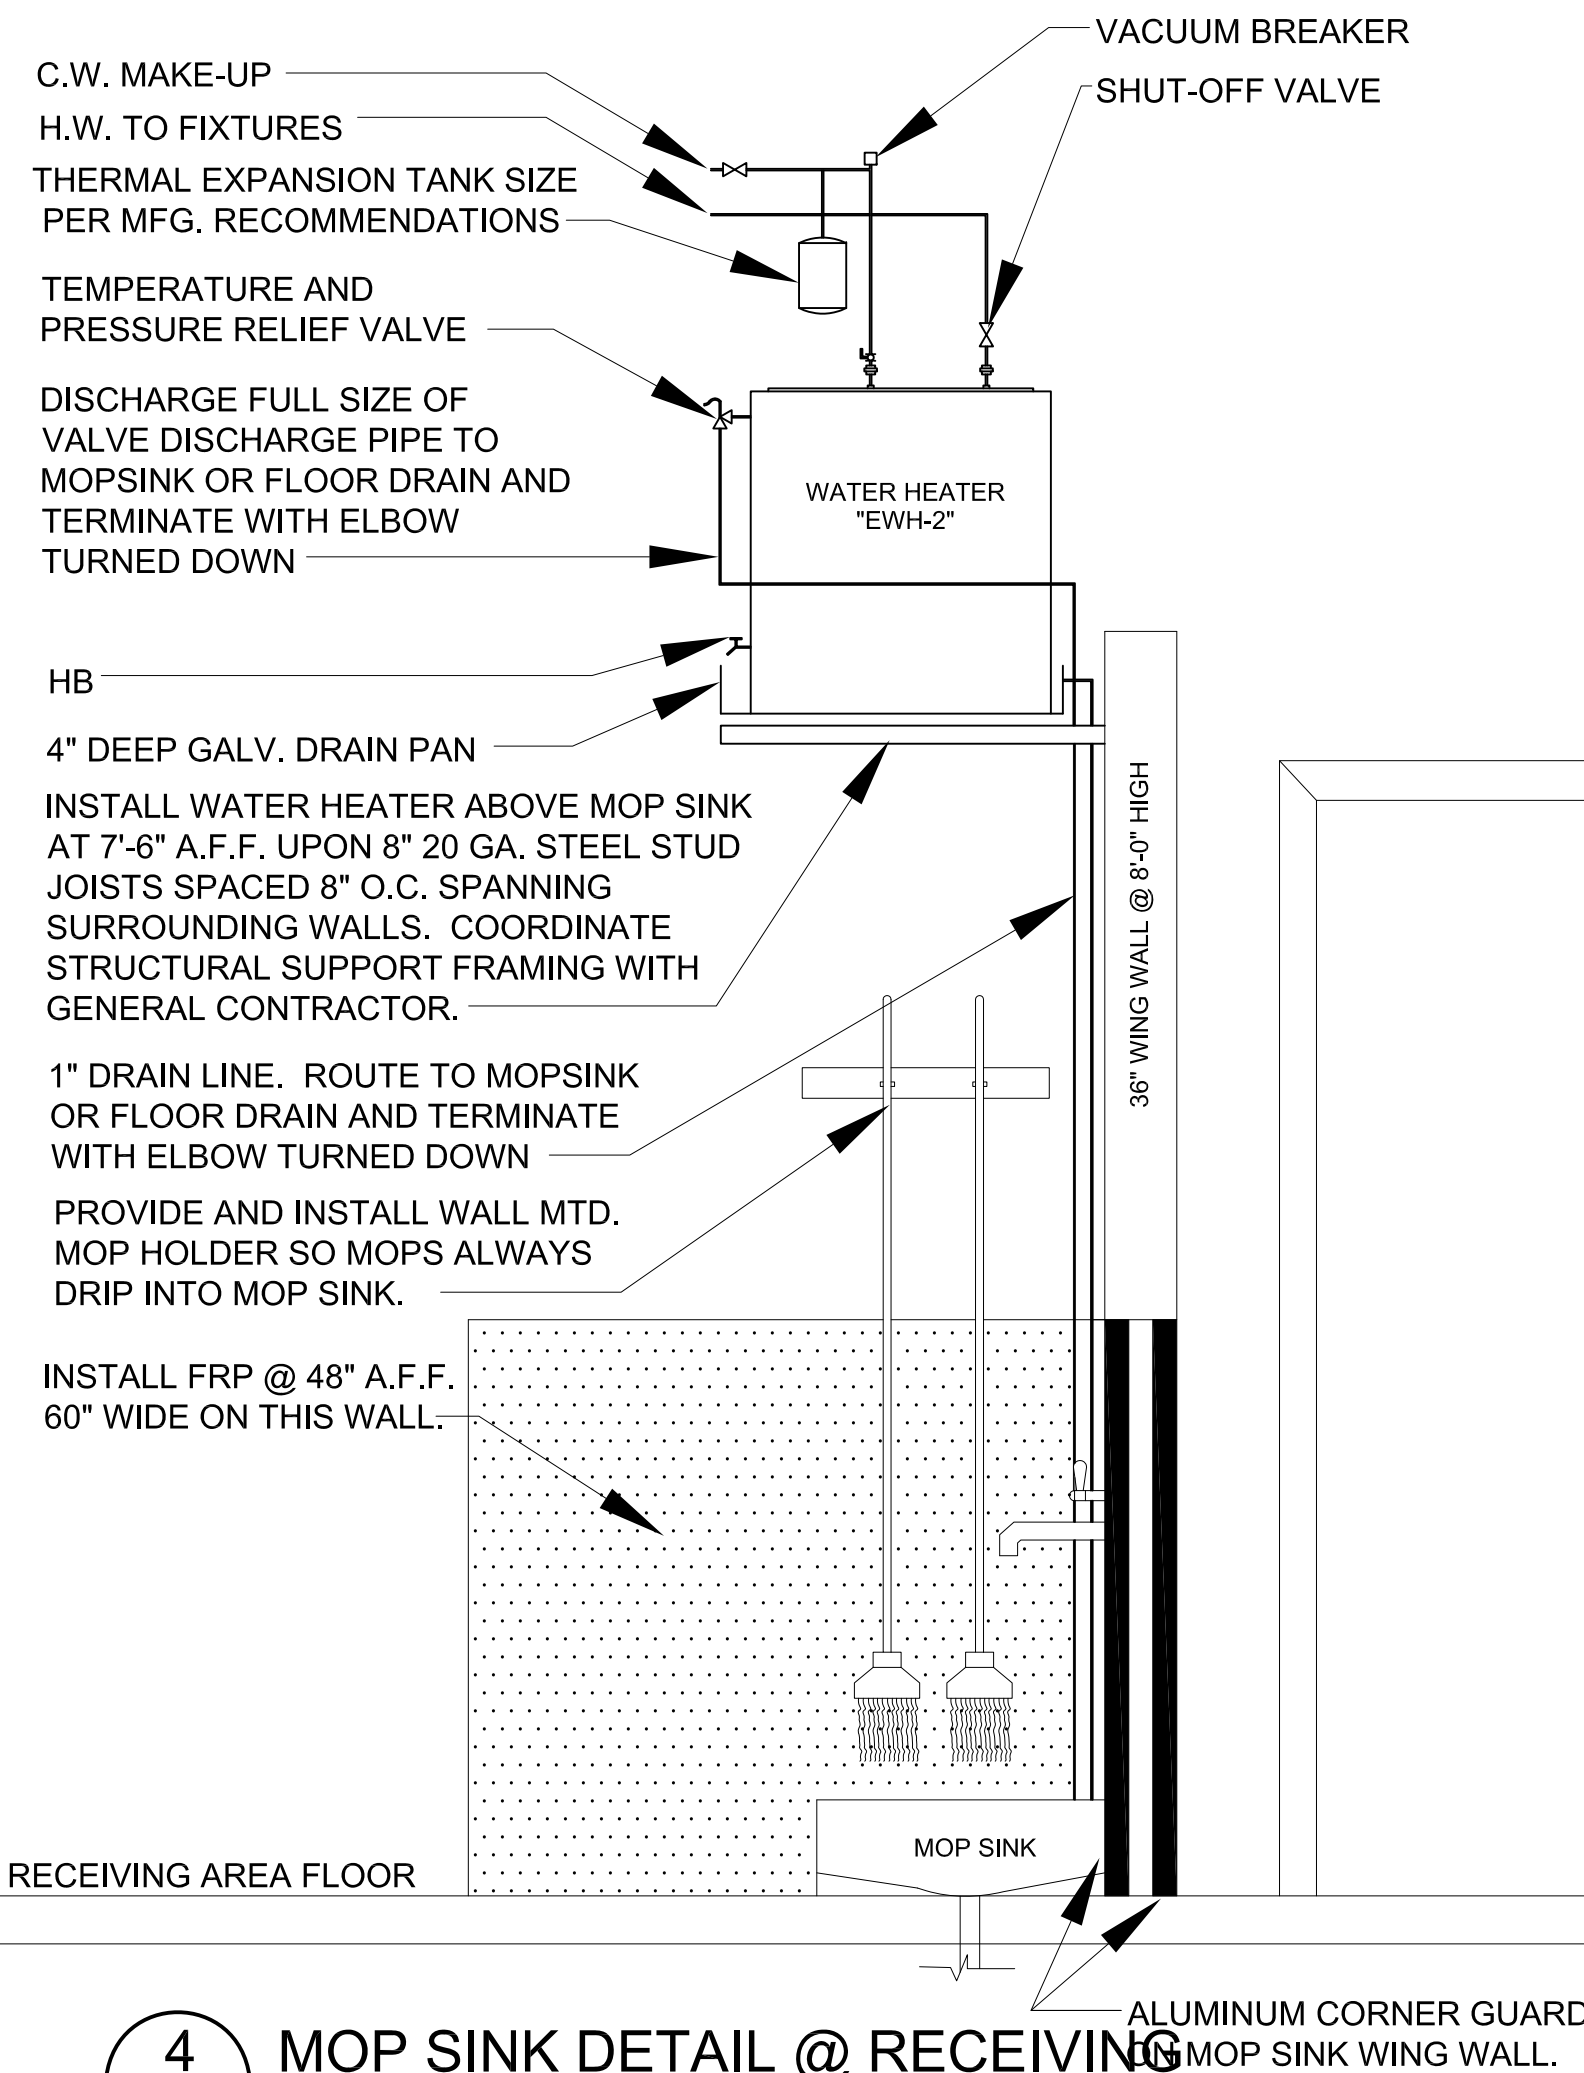 VACUUM BREAKER
SHUT-OFF VALVE
C.W. MAKE-UP
H.W. TO FIXTURES
THERMAL EXPANSION TANK SIZE
PER MFG. RECOMMENDATIONS
TEMPERATURE AND
PRESSURE RELIEF VALVE
DISCHARGE FULL SIZE OF
VALVE DISCHARGE PIPE TO
MOPSINK OR FLOOR DRAIN AND
TERMINATE WITH ELBOW
TURNED DOWN
WATER HEATER
"EWH-2"
HB
4" DEEP GALV. DRAIN PAN
INSTALL WATER HEATER ABOVE MOP SINK
AT 7'-6" A.F.F. UPON 8" 20 GA. STEEL STUD
JOISTS SPACED 8" O.C. SPANNING
SURROUNDING WALLS. COORDINATE
STRUCTURAL SUPPORT FRAMING WITH
GENERAL CONTRACTOR.
36" WING WALL @ 8'-0" HIGH
1" DRAIN LINE. ROUTE TO MOPSINK
OR FLOOR DRAIN AND TERMINATE
WITH ELBOW TURNED DOWN
PROVIDE AND INSTALL WALL MTD.
MOP HOLDER SO MOPS ALWAYS
DRIP INTO MOP SINK.
INSTALL FRP @ 48" A.F.F.
60" WIDE ON THIS WALL.
MOP SINK
RECEIVING AREA FLOOR
ALUMINUM CORNER GUARD
ON MOP SINK WING WALL.
4
MOP SINK DETAIL @ RECEIVING